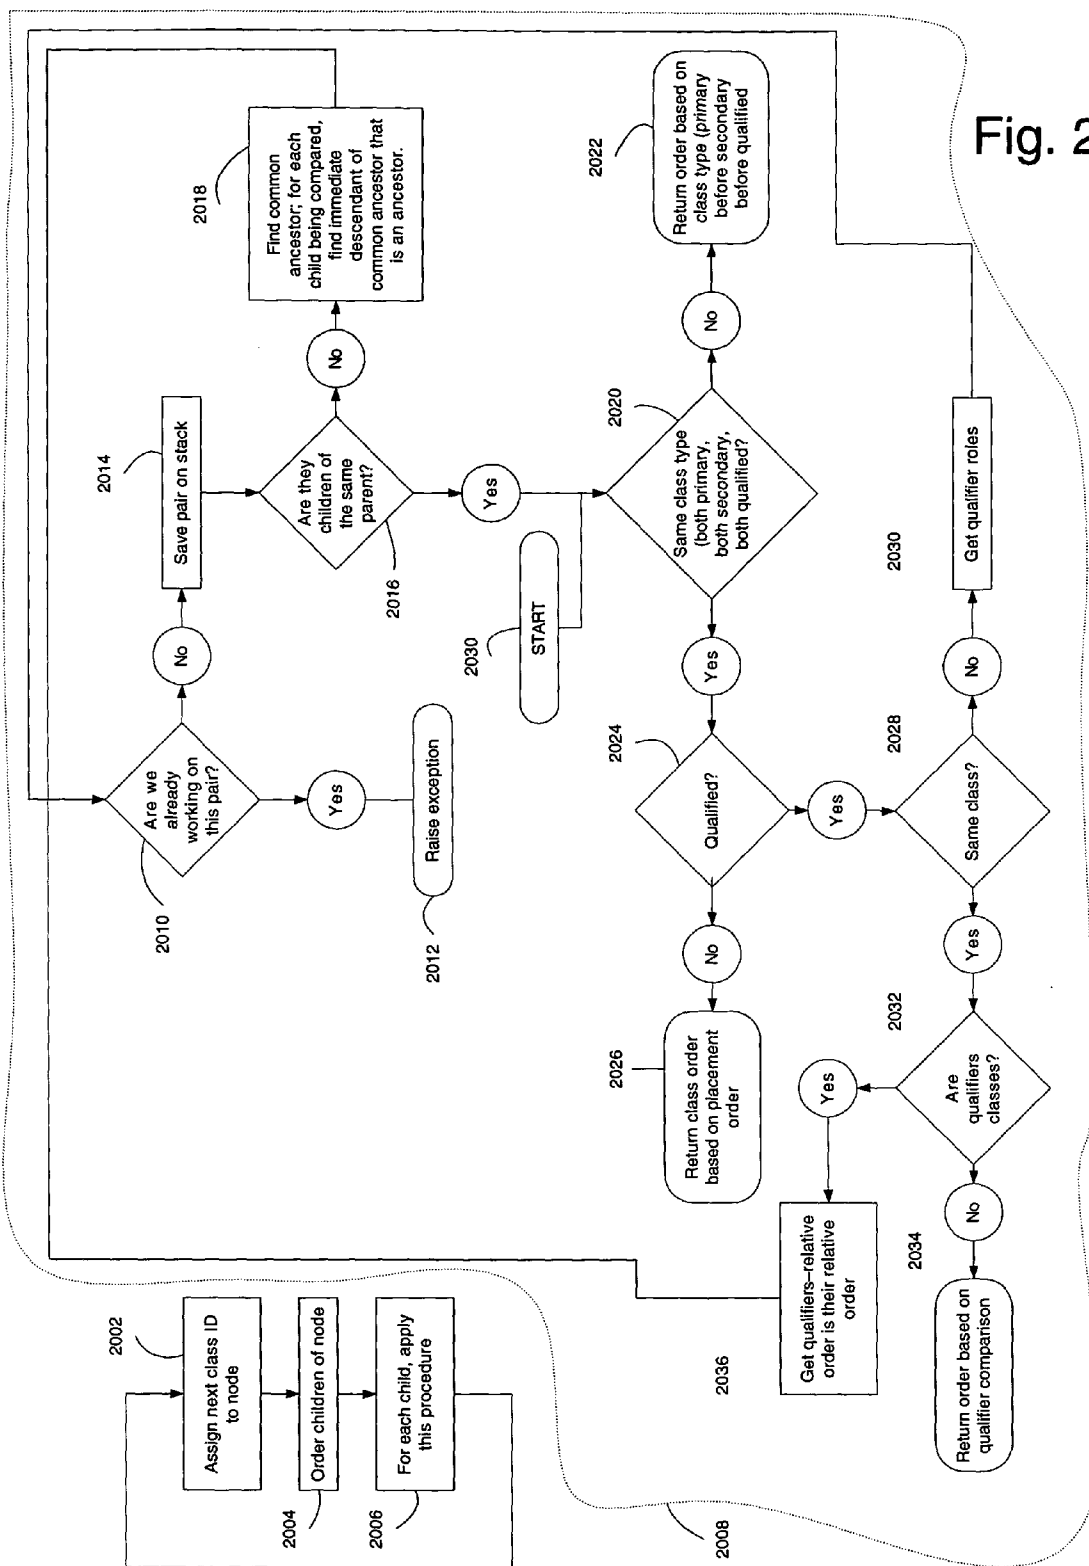 Fig. 2
2002
Assign next class ID
to node
2004
Order children of node
2006
For each child, apply
this procedure
2008
2010
Are we
already
working on
this pair?
Yes
2012
Raise exception
No
2014
Save pair on stack
2016
Are they
children of
the same
parent?
No
2018
Find common
ancestor; for each
child being compared,
find immediate
descendant of
common ancestor that
is an ancestor.
Yes
2030
START
2020
Same class type
(both primary,
both secondary,
both qualified?
No
2022
Return order based on
class type (primary
before secondary
before qualified
Yes
2024
Qualified?
No
2026
Return class order
based on placement
order
Yes
2028
Same class?
No
2030
Get qualifier roles
Yes
2032
Are
qualifiers
classes?
No
2034
Return order based on
qualifier comparison
Yes
2036
Get qualifiers–relative
order is their relative
order